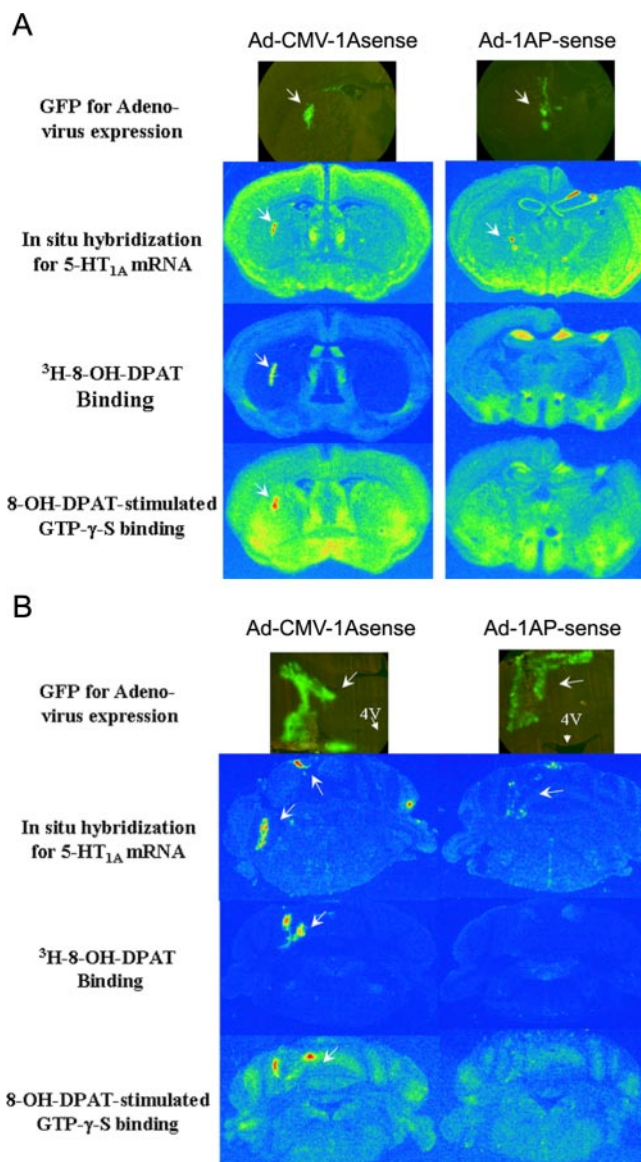 A
Ad-CMV-1Asense Ad-1AP-sense
GFP for Adeno-
virus expression
In situ hybridization
for 5-HT1A mRNA
3H-8-OH-DPAT
Binding
8-OH-DPAT-stimulated
GTP-γ-S binding
B
Ad-CMV-1Asense Ad-1AP-sense
GFP for Adeno-
virus expression
4V 4V
In situ hybridization
for 5-HT1A mRNA
3H-8-OH-DPAT
Binding
8-OH-DPAT-stimulated
GTP-γ-S binding